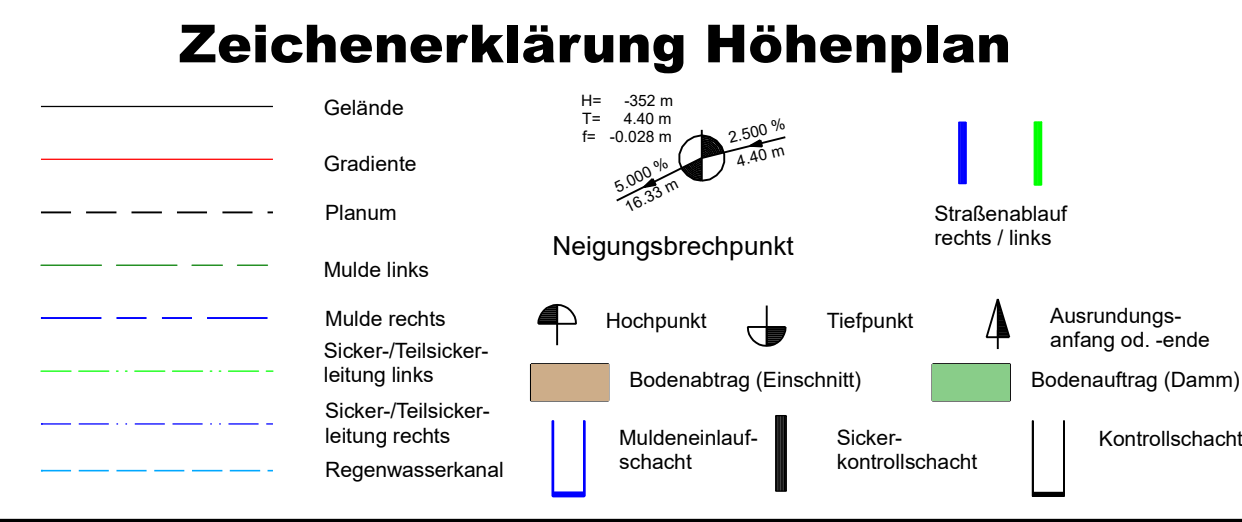 Zeichenerklärung Höhenplan
Gelände
Gradiente
Planum
Mulde links
Mulde rechts
Sicker-/Teilsicker-
leitung links
Sicker-/Teilsicker-
leitung rechts
Regenwasserkanal
H= -352 m
T= 4.40 m
f= -0.028 m
2.500 %
4.40 m
5.000 %
16.33 m
Neigungsbrechpunkt
Straßenablauf
rechts / links
Hochpunkt
Tiefpunkt
Ausrundungs-
anfang od. -ende
Bodenabtrag (Einschnitt)
Bodenauftrag (Damm)
Muldeneinlauf-
schacht
Sicker-
kontrollschacht
Kontrollschacht